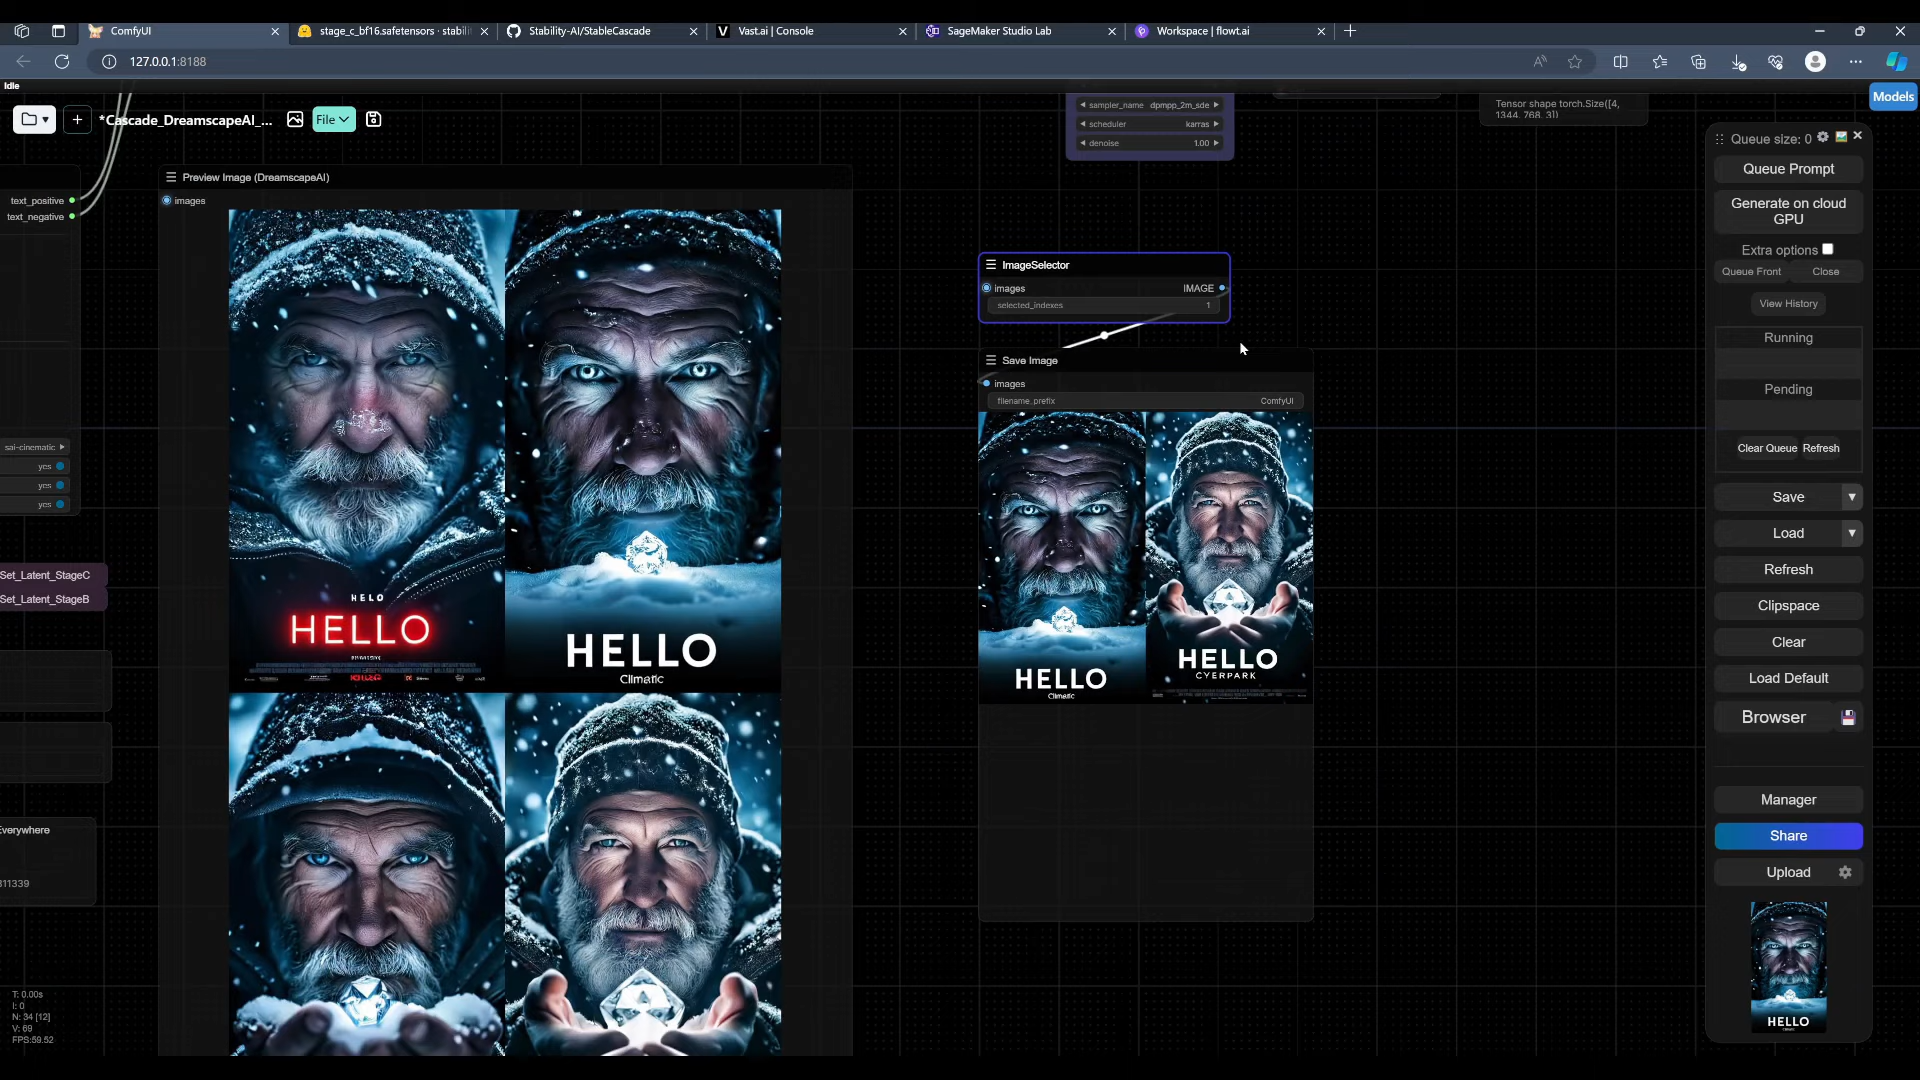 ComfyUI
stage_c_bf16.safetensors · stabili
Stability-AI/StableCascade
Vast.ai | Console
SageMaker Studio Lab
Workspace | flowt.ai
127.0.0.1:8188
Idle
*Cascade_DreamscapeAI_...
File
Models
sampler_name dpmpp_2m_sde
scheduler karras
denoise 1.00
Tensor shape torch.Size([4,
1344, 768, 3])
text_positive
text_negative
sai-cinematic
yes
yes
yes
Set_Latent_StageC
Set_Latent_StageB
Everywhere
311339
T: 0.00s
I: 0
N: 34 [12]
V: 69
FPS:59.52
Preview Image (DreamscapeAI)
images
HELO
HELLO
HELLO
Climatic
ImageSelector
images IMAGE
selected_indexes 1
Save Image
images
filename_prefix ComfyUI
HELLO
Climatic
HELLO
CYERPARK
Queue size: 0
Queue Prompt
Generate on cloud
GPU
Extra options
Queue Front Close
View History
Running
Pending
Clear Queue Refresh
Save
Load
Refresh
Clipspace
Clear
Load Default
Browser
Manager
Share
Upload
HELLO